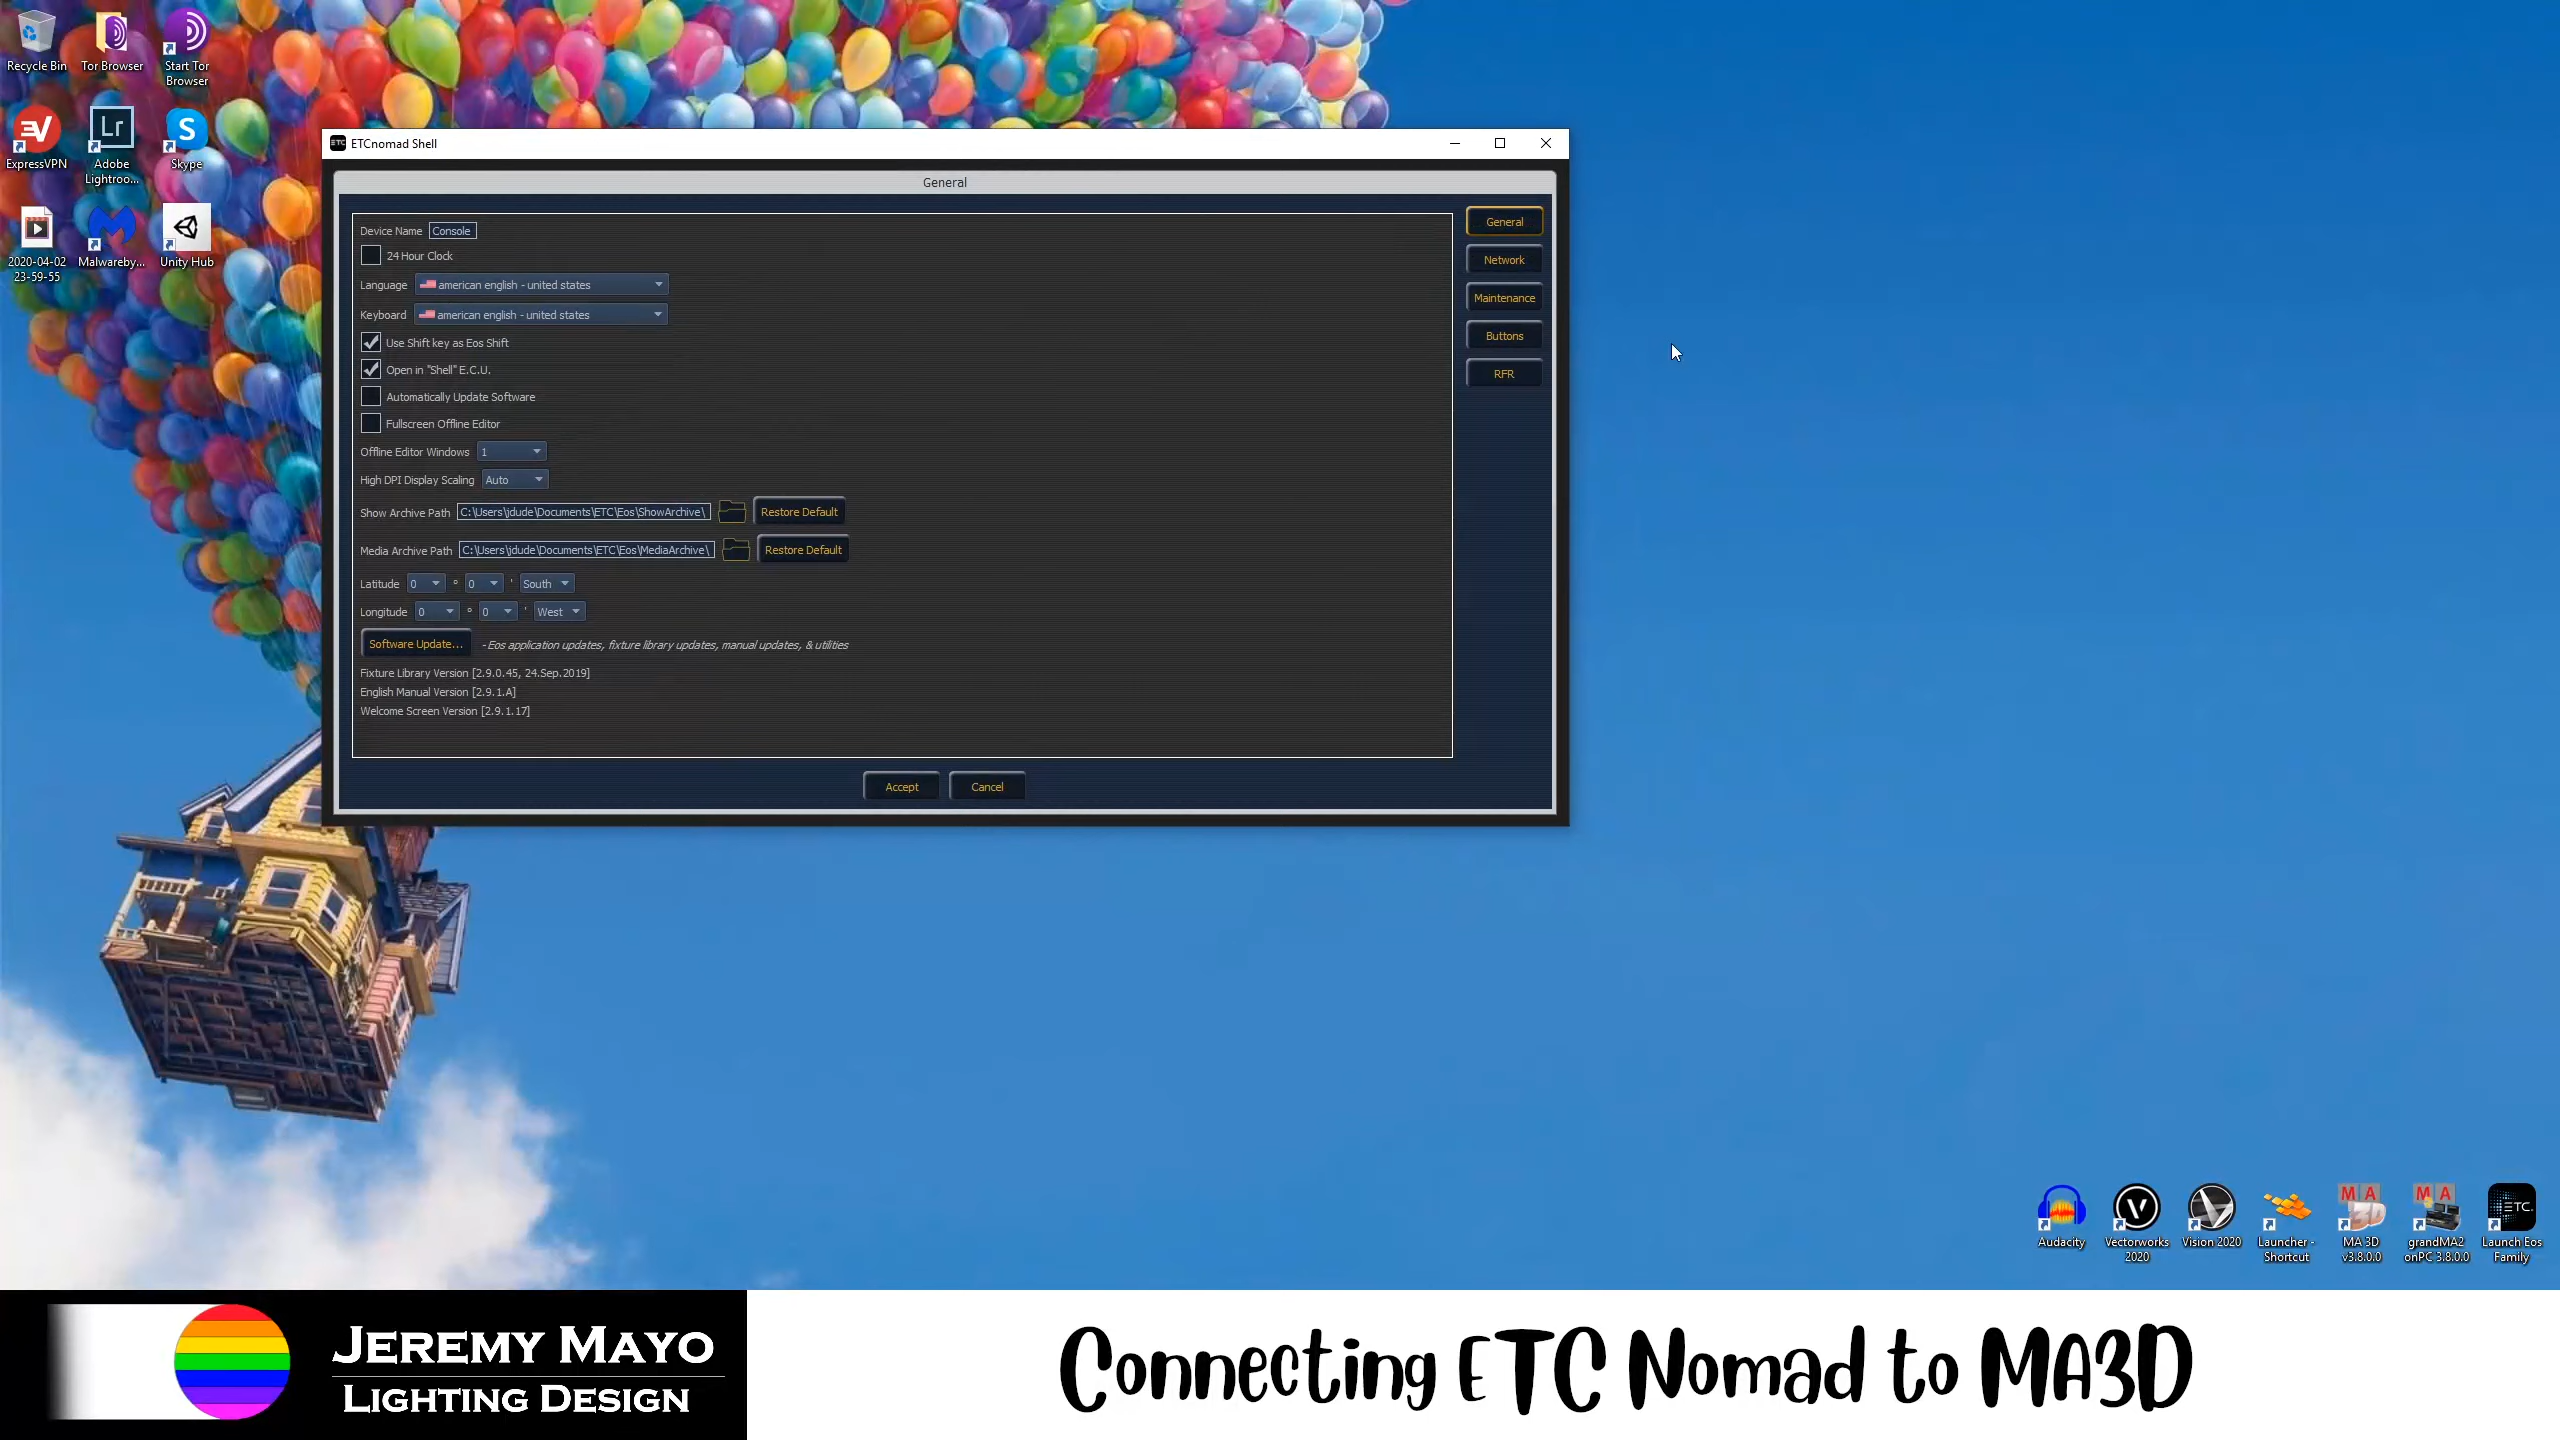 Recycle Bin
Tor Browser
Start Tor
Browser
ExpressVPN
Lr
Adobe
Lightroo...
S
Skype
2020-04-02
23-59-55
Malwareby...
Unity Hub
ETC ETCnomad Shell
General
Device Name Console
24 Hour Clock
Language american english - united states
Keyboard american english - united states
Use Shift key as Eos Shift
Open in "Shell" E.C.U.
Automatically Update Software
Fullscreen Offline Editor
Offline Editor Windows 1
High DPI Display Scaling Auto
Show Archive Path C:\Users\jdude\Documents\ETC\Eos\ShowArchive\ Restore Default
Media Archive Path C:\Users\jdude\Documents\ETC\Eos\MediaArchive\ Restore Default
Latitude 0 ° 0 ' South
Longitude 0 ° 0 ' West
Software Update... - Eos application updates, fixture library updates, manual updates, & utilities
Fixture Library Version [2.9.0.45, 24.Sep.2019]
English Manual Version [2.9.1.A]
Welcome Screen Version [2.9.1.17]
General
Network
Maintenance
Buttons
RFR
Accept Cancel
Audacity
Vectorworks
2020
Vision 2020
Launcher -
Shortcut
MA
3D
MA 3D
v3.8.0.0
MA
grandMA2
onPC 3.8.0.0
ETC
Launch Eos
Family
JEREMY MAYO
LIGHTING DESIGN
Connecting ETC Nomad to MA3D